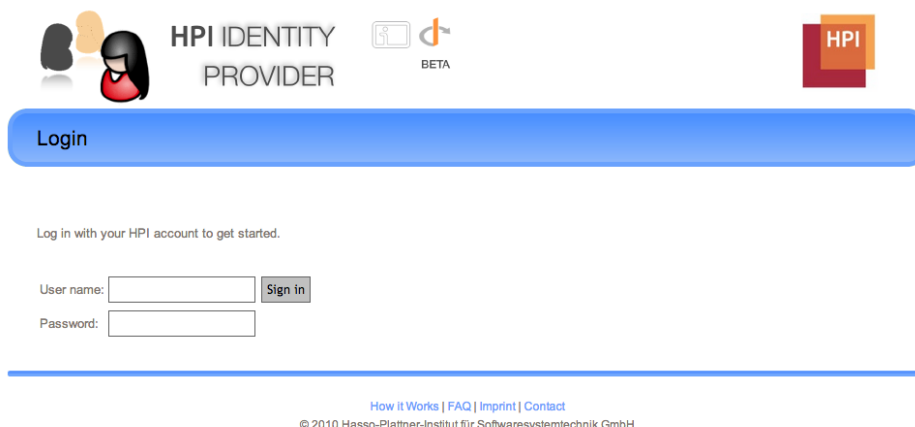 HPI IDENTITY
PROVIDER
BETA
HPI
Login
Log in with your HPI account to get started.
User name:
Sign in
Password:
How it Works | FAQ | Imprint | Contact
© 2010 Hasso-Plattner-Institut für Softwaresystemtechnik GmbH